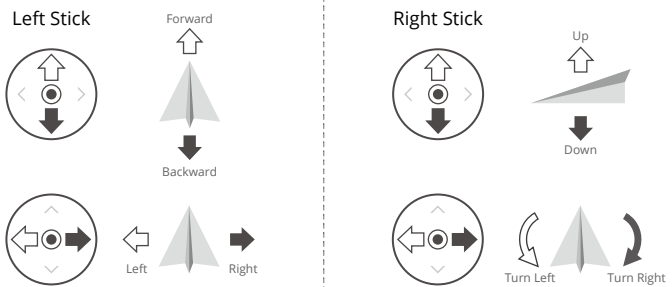 Left Stick
Forward
Backward
Left
Right
Right Stick
Up
Down
Turn Left
Turn Right